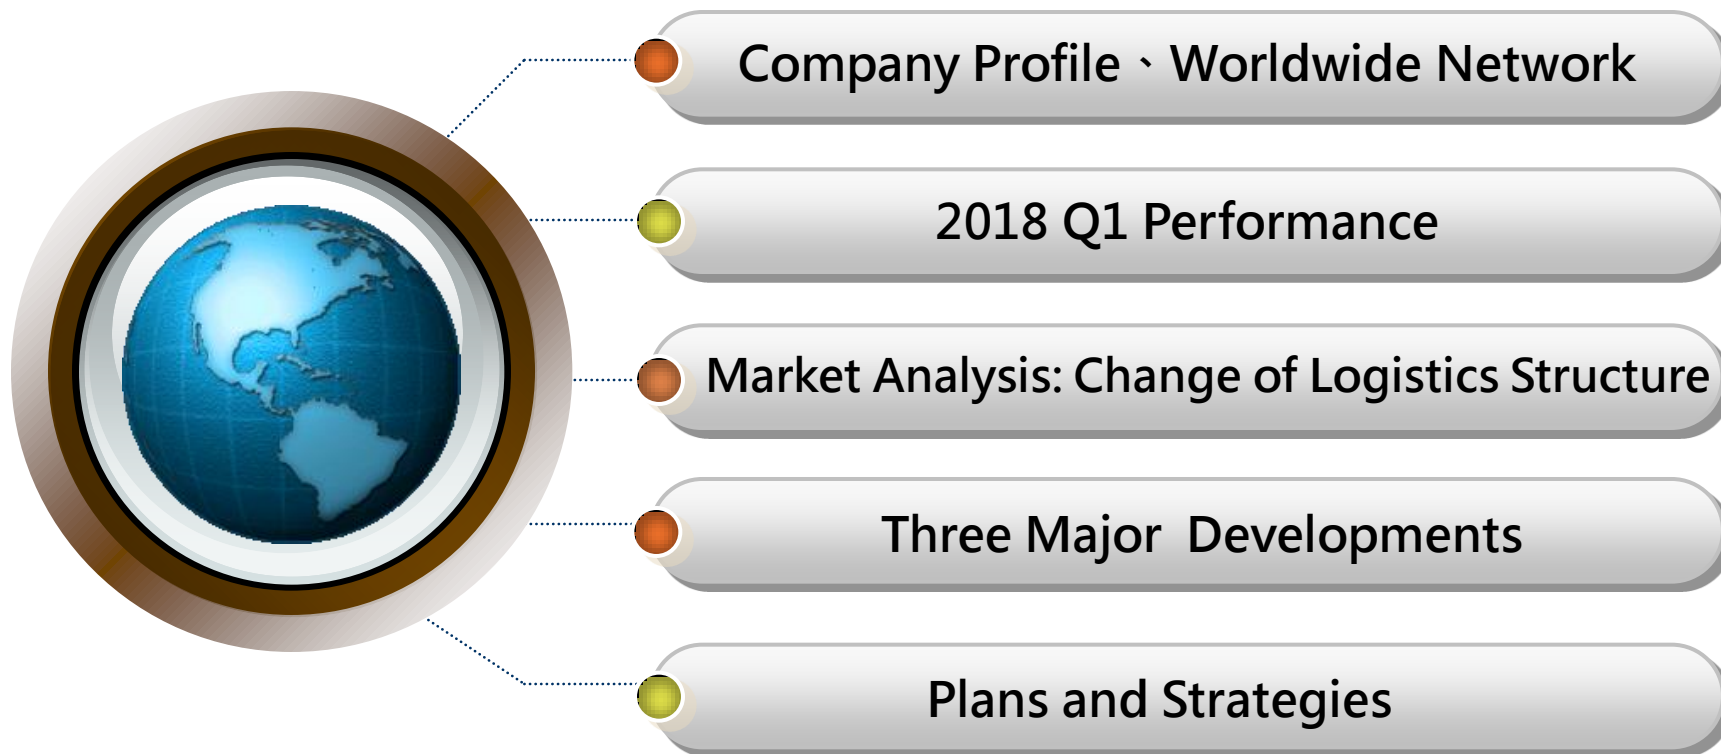 Company Profile、Worldwide Network
2018 Q1 Performance
Market Analysis: Change of Logistics Structure
Three Major Developments
Plans and Strategies